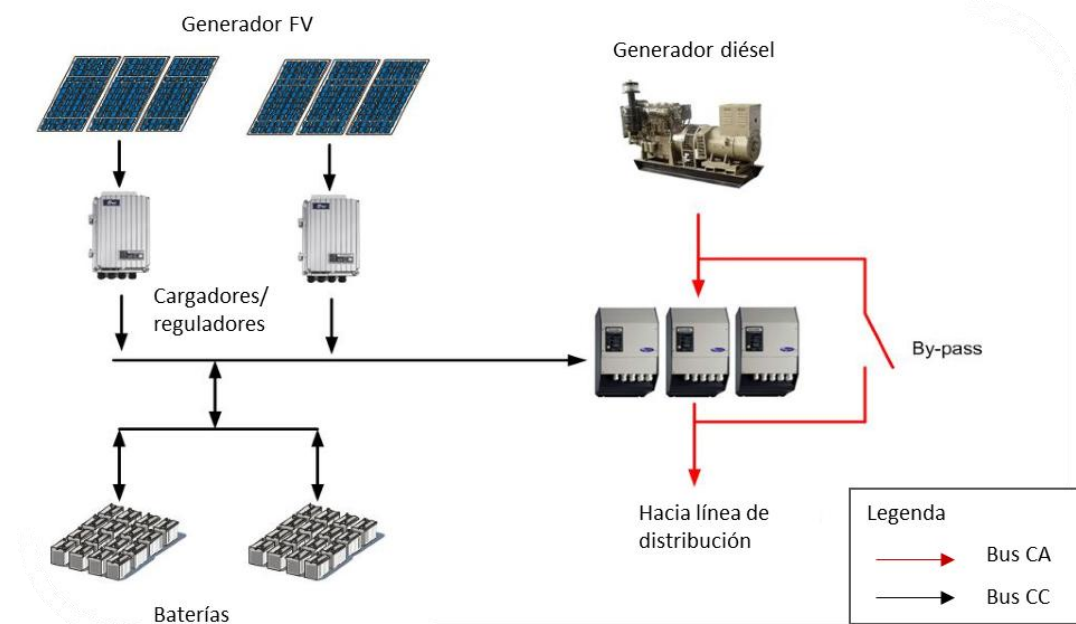 Generador FV
Generador diésel
Cargadores/
reguladores
By-pass
Hacia línea de
distribución
Baterías
Legenda
Bus CA
Bus CC